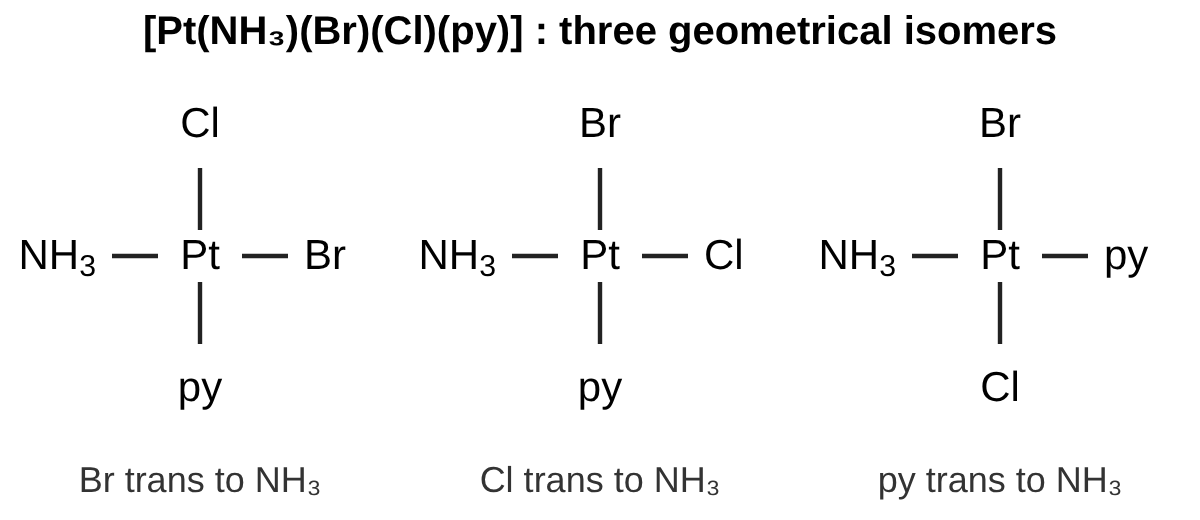 [Pt(NH₃)(Br)(Cl)(py)] : three geometrical isomers
Cl Br Br
NH₃ — Pt — Br NH₃ — Pt — Cl NH₃ — Pt — py
py py Cl
Br trans to NH₃ Cl trans to NH₃ py trans to NH₃